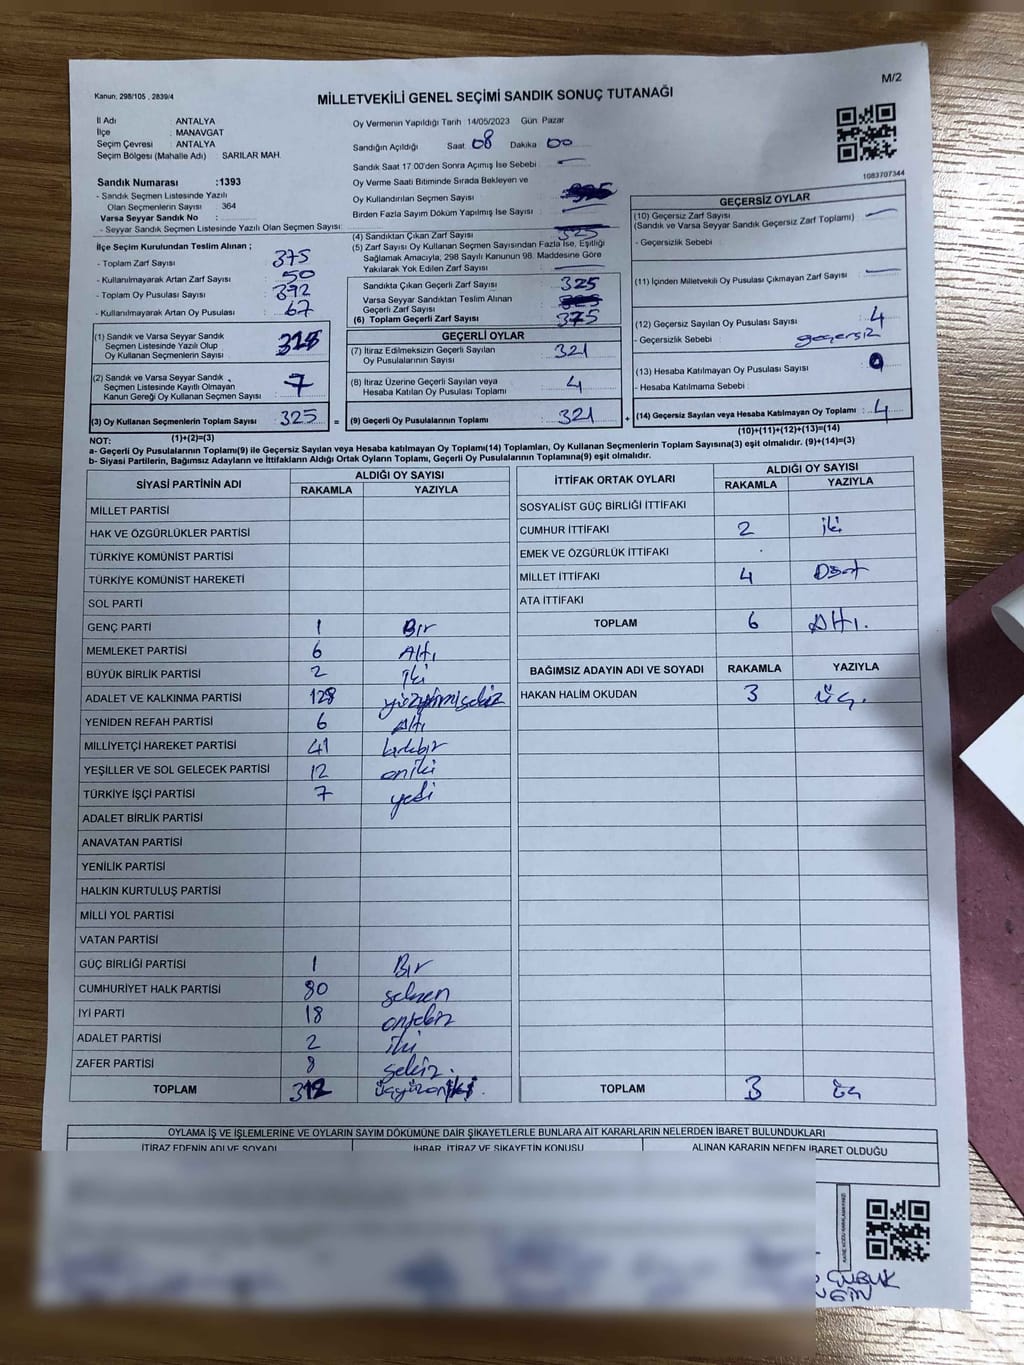 M/2
Kanun, 298/105 , 2839/4
MİLLETVEKİLİ GENEL SEÇİMİ SANDIK SONUÇ TUTANAĞI
İl Adı : ANTALYA
İlçe : MANAVGAT
Seçim Çevresi : ANTALYA
Seçim Bölgesi (Mahalle Adı) : SARILAR MAH.
Sandık Numarası :1393
- Sandık Seçmen Listesinde Yazılı
Olan Seçmenlerin Sayısı : 364
Varsa Seyyar Sandık No :
- Seyyar Sandık Seçmen Listesinde Yazılı Olan Seçmen Sayısı:
Oy Vermenin Yapıldığı Tarih : 14/05/2023 Gün: Pazar
Sandığın Açıldığı Saat: 08 Dakika: 00
Sandık Saat 17.00'den Sonra Açımış İse Sebebi :
Oy Verme Saati Bitiminde Sırada Bekleyen ve
Oy Kullandırılan Seçmen Sayısı :
Birden Fazla Sayım Döküm Yapılmış İse Sayısı :
1083707344
İlçe Seçim Kurulundan Teslim Alınan ;
- Toplam Zarf Sayısı : 375
- Kullanılmayarak Artan Zarf Sayısı : 50
- Toplam Oy Pusulası Sayısı : 392
- Kullanılmayarak Artan Oy Pusulası : 67
(4) Sandıktan Çıkan Zarf Sayısı : 325
(5) Zarf Sayısı Oy Kullanan Seçmen Sayısından Fazla İse, Eşitliği
Sağlamak Amacıyla, 298 Sayılı Kanunun 98. Maddesine Göre
Yakılarak Yok Edilen Zarf Sayısı :
Sandıkta Çıkan Geçerli Zarf Sayısı : 325
Varsa Seyyar Sandıktan Teslim Alınan
Geçerli Zarf Sayısı :
(6) Toplam Geçerli Zarf Sayısı : 375
GEÇERSİZ OYLAR
(10) Geçersiz Zarf Sayısı :
(Sandık ve Varsa Seyyar Sandık Geçersiz Zarf Toplamı)
- Geçersizlik Sebebi :
(11) İçinden Milletvekili Oy Pusulası Çıkmayan Zarf Sayısı :
(12) Geçersiz Sayılan Oy Pusulası Sayısı : 4
- Geçersizlik Sebebi : geçersiz
(13) Hesaba Katılmayan Oy Pusulası Sayısı : 0
- Hesaba Katılmama Sebebi :
(14) Geçersiz Sayılan veya Hesaba Katılmayan Oy Toplamı : 4
(10)+(11)+(12)+(13)=(14)
(1) Sandık ve Varsa Seyyar Sandık
Seçmen Listesinde Yazılı Olup
Oy Kullanan Seçmenlerin Sayısı :
(2) Sandık ve Varsa Seyyar Sandık
Seçmen Listesinde Kayıtlı Olmayan
Kanun Gereği Oy Kullanan Seçmen Sayısı : 7
(3) Oy Kullanan Seçmenlerin Toplam Sayısı : 325
(1)+(2)=(3)
=
GEÇERLİ OYLAR
(7) İtiraz Edilmeksizin Geçerli Sayılan
Oy Pusulalarının Sayısı : 321
(8) İtiraz Üzerine Geçerli Sayılan veya
Hesaba Katılan Oy Pusulası Toplamı : 4
(9) Geçerli Oy Pusulalarının Toplamı : 321
+
NOT:
a- Geçerli Oy Pusulalarının Toplamı(9) ile Geçersiz Sayılan veya Hesaba katılmayan Oy Toplamı(14) Toplamları, Oy Kullanan Seçmenlerin Toplam Sayısına(3) eşit olmalıdır. (9)+(14)=(3)
b- Siyasi Partilerin, Bağımsız Adayların ve İttifakların Aldığı Ortak Oyların Toplamı, Geçerli Oy Pusulalarının Toplamına(9) eşit olmalıdır.
SİYASİ PARTİNİN ADI
ALDIĞI OY SAYISI
RAKAMLA YAZIYLA
MİLLET PARTİSİ
HAK VE ÖZGÜRLÜKLER PARTİSİ
TÜRKİYE KOMÜNİST PARTİSİ
TÜRKİYE KOMÜNİST HAREKETİ
SOL PARTİ
GENÇ PARTİ 1 Bir
MEMLEKET PARTİSİ 6 Altı
BÜYÜK BİRLİK PARTİSİ 2 iki
ADALET VE KALKINMA PARTİSİ 128 yüzyirmisekiz
YENİDEN REFAH PARTİSİ 6 Altı
MİLLİYETÇİ HAREKET PARTİSİ 41 kırkbir
YEŞİLLER VE SOL GELECEK PARTİSİ 12 oniki
TÜRKİYE İŞÇİ PARTİSİ 7 yedi
ADALET BİRLİK PARTİSİ
ANAVATAN PARTİSİ
YENİLİK PARTİSİ
HALKIN KURTULUŞ PARTİSİ
MİLLİ YOL PARTİSİ
VATAN PARTİSİ
GÜÇ BİRLİĞİ PARTİSİ 1 Bir
CUMHURİYET HALK PARTİSİ 80 seksen
İYİ PARTİ 18 onsekiz
ADALET PARTİSİ 2 iki
ZAFER PARTİSİ 8 sekiz.
TOPLAM 312 üçyüzoniki.
İTTİFAK ORTAK OYLARI
ALDIĞI OY SAYISI
RAKAMLA YAZIYLA
SOSYALİST GÜÇ BİRLİĞİ İTTİFAKI
CUMHUR İTTİFAKI 2 iki
EMEK VE ÖZGÜRLÜK İTTİFAKI
MİLLET İTTİFAKI 4 Dört
ATA İTTİFAKI
TOPLAM 6 Altı.
BAĞIMSIZ ADAYIN ADI VE SOYADI RAKAMLA YAZIYLA
HAKAN HALİM OKUDAN 3 üç.
TOPLAM 3 üç
OYLAMA İŞ VE İŞLEMLERİNE VE OYLARIN SAYIM DÖKÜMÜNE DAİR ŞİKAYETLERLE BUNLARA AİT KARARLARIN NELERDEN İBARET BULUNDUKLARI
İTİRAZ EDENİN ADI VE SOYADI İHBAR, İTİRAZ VE ŞİKAYETİN KONUSU ALINAN KARARIN NEDEN İBARET OLDUĞU
ÇUBUK